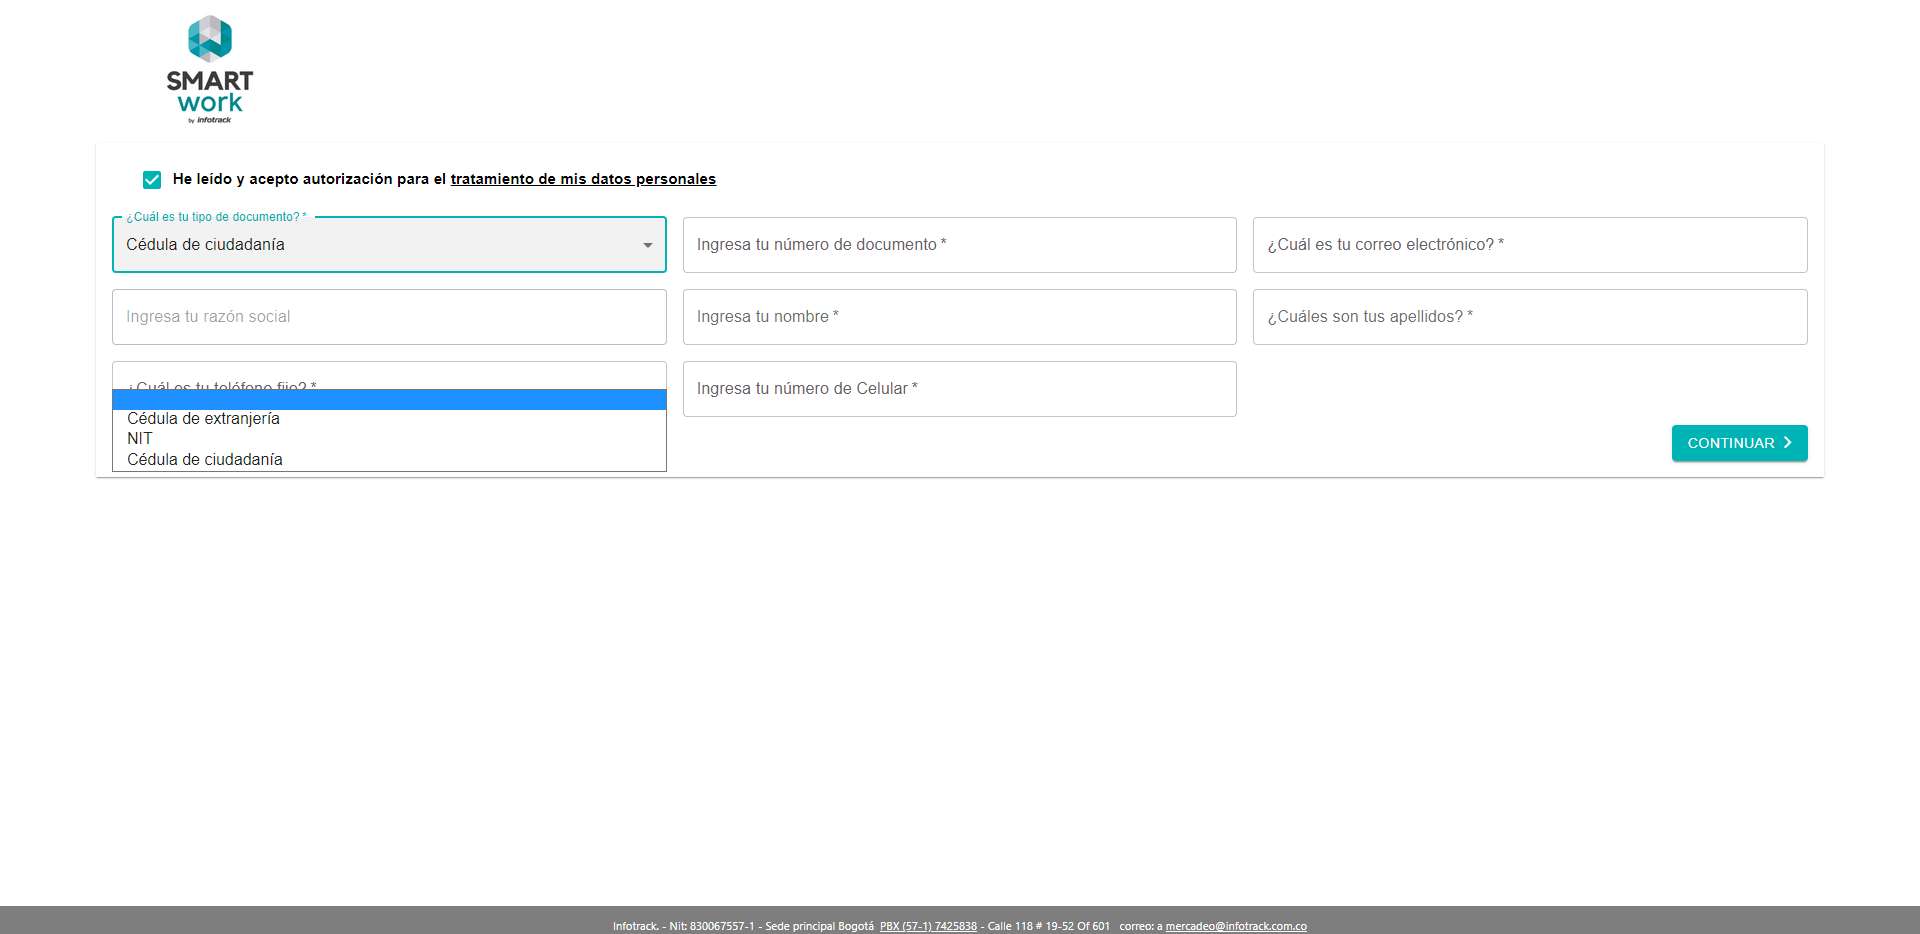 SMART
work
by infotrack
He leído y acepto autorización para el tratamiento de mis datos personales
¿Cuál es tu tipo de documento? *
Cédula de ciudadanía
Ingresa tu número de documento *
¿Cuál es tu correo electrónico? *
Ingresa tu razón social
Ingresa tu nombre *
¿Cuáles son tus apellidos? *
¿Cuál es tu teléfono fijo? *
Ingresa tu número de Celular *
Cédula de extranjería
NIT
Cédula de ciudadanía
CONTINUAR
Infotrack. - Nit: 830067557-1 - Sede principal Bogotá PBX (57-1) 7425838 - Calle 118 # 19-52 Of 601 correo: a mercadeo@infotrack.com.co